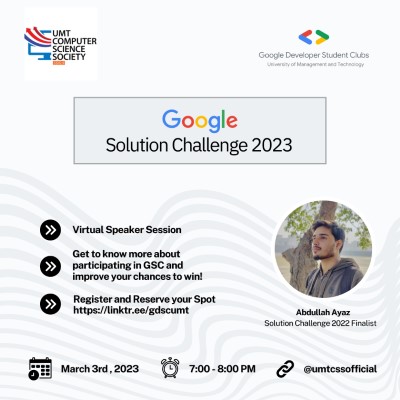 UMT
COMPUTER
SCIENCE
SOCIETY
Google Developer Student Clubs
University of Management and Technology
Google
Solution Challenge 2023
Virtual Speaker Session
Get to know more about
participating in GSC and
improve your chances to win!
Register and Reserve your Spot
https://linktr.ee/gdscumt
Abdullah Ayaz
Solution Challenge 2022 Finalist
March 3rd , 2023
7:00 - 8:00 PM
@umtcssofficial